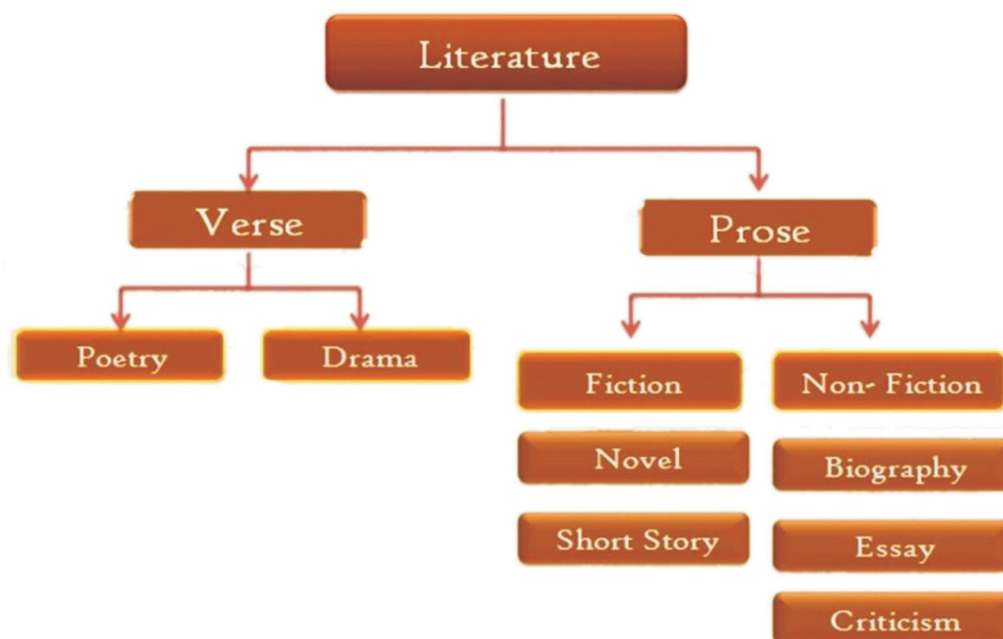 Literature
Verse
Prose
Poetry
Drama
Fiction
Non- Fiction
Novel
Biography
Short Story
Essay
Criticism